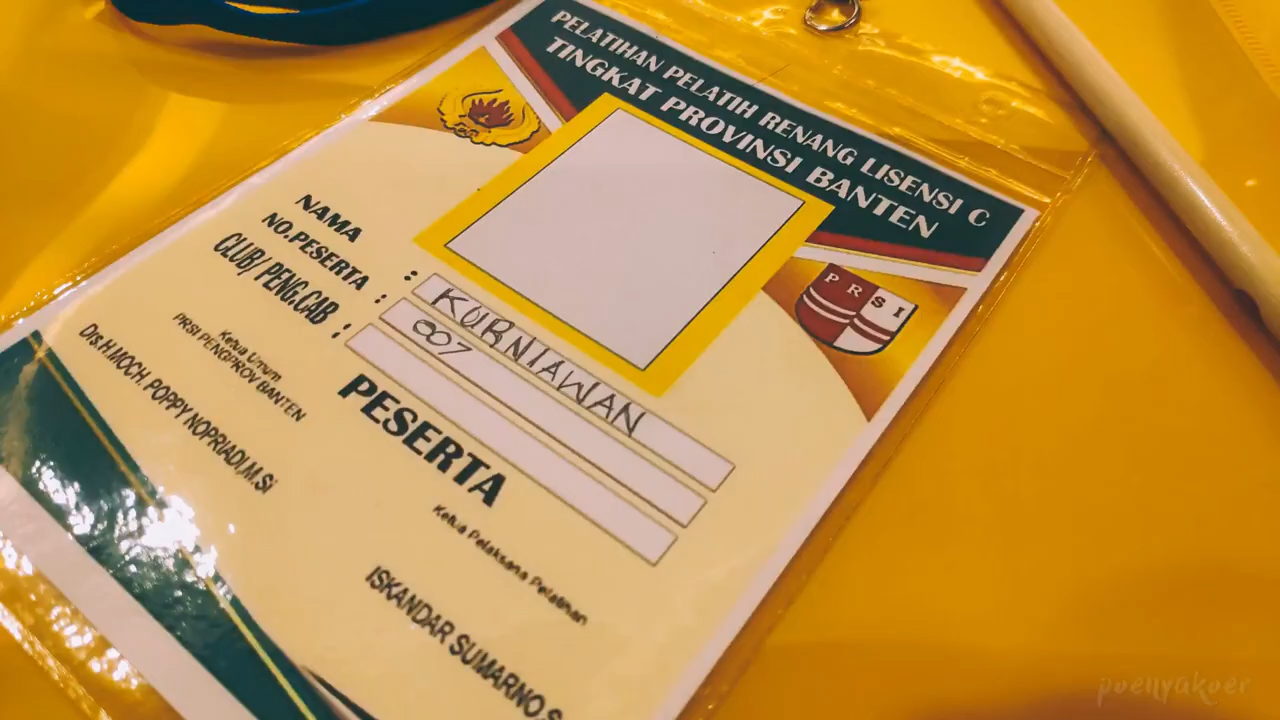 PELATIHAN PELATIH RENANG LISENSI C
TINGKAT PROVINSI BANTEN
PRSI
NAMA : KURNIAWAN
NO.PESERTA : 007
CLUB/ PENG.CAB :
PESERTA
Ketua Umum
PRSI PENGPROV BANTEN
Drs.H.MOCH. POPPY NOPRIADI,M.Si
Ketua Pelaksana Pelatihan
ISKANDAR SUMARNO,S
poenyakoer